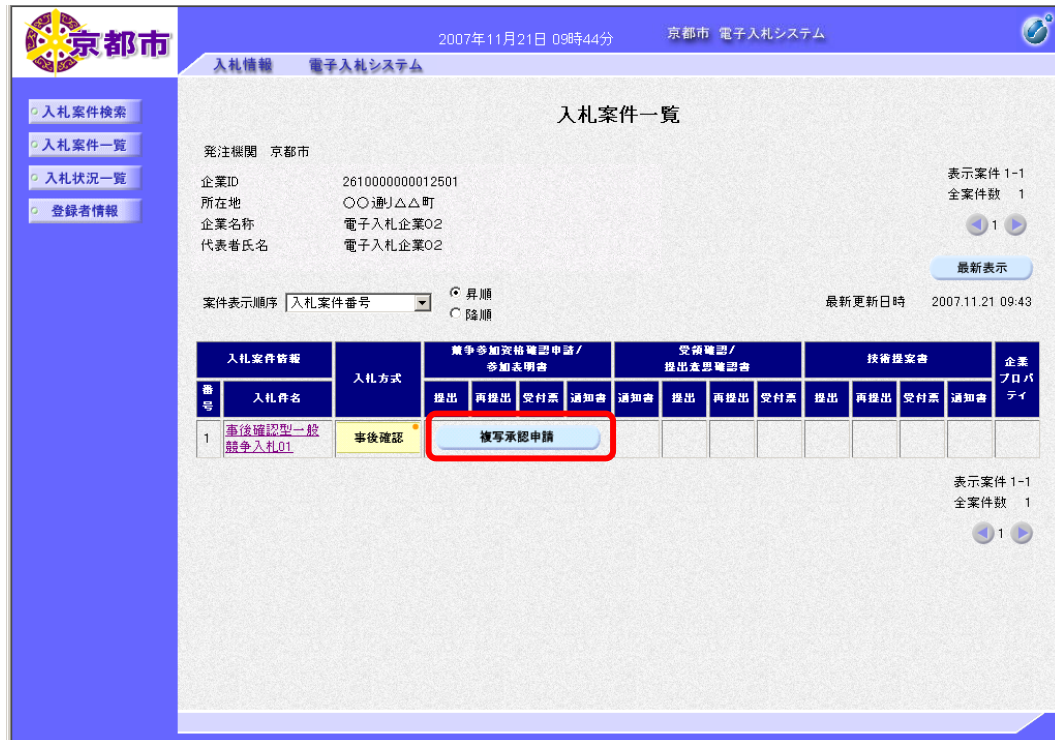 京都市
2007年11月21日 09時44分
京都市 電子入札システム
入札情報 電子入札システム
入札案件検索
入札案件一覧
入札状況一覧
登録者情報
入札案件一覧
発注機関 京都市
企業ID 2610000000012501
所在地 〇〇通り△△町
企業名称 電子入札企業02
代表者氏名 電子入札企業02
表示案件 1-1
全案件数 1
1
最新表示
案件表示順序 入札案件番号
昇順
降順
最新更新日時 2007.11.21 09:43
入札案件情報
入札方式
競争参加資格確認申請/
参加表明書
受領確認/
提出意思確認書
技術提案書
企業
プロパ
ティ
番号 入札件名
提出 再提出 受付票 通知書 通知書 提出 再提出 受付票 提出 再提出 受付票 通知書
1 事後確認型一般
競争入札01
事後確認
複写承認申請
表示案件 1-1
全案件数 1
1